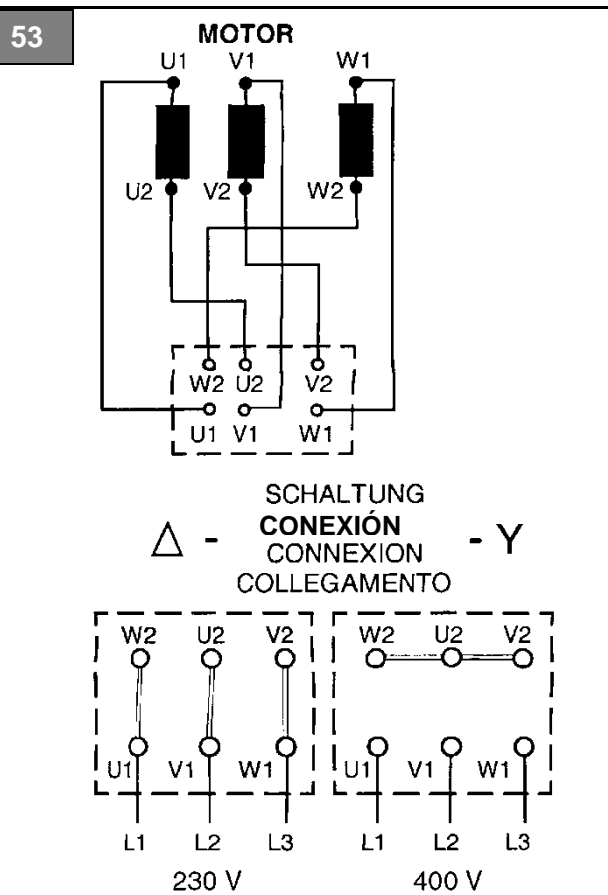 53
MOTOR
U1 V1 W1
U2 V2 W2
W2 U2 V2
U1 V1 W1
SCHALTUNG
Δ - CONEXIÓN - Y
CONNEXION
COLLEGAMENTO
W2 U2 V2 W2 U2 V2
U1 V1 W1 U1 V1 W1
L1 L2 L3 L1 L2 L3
230 V 400 V